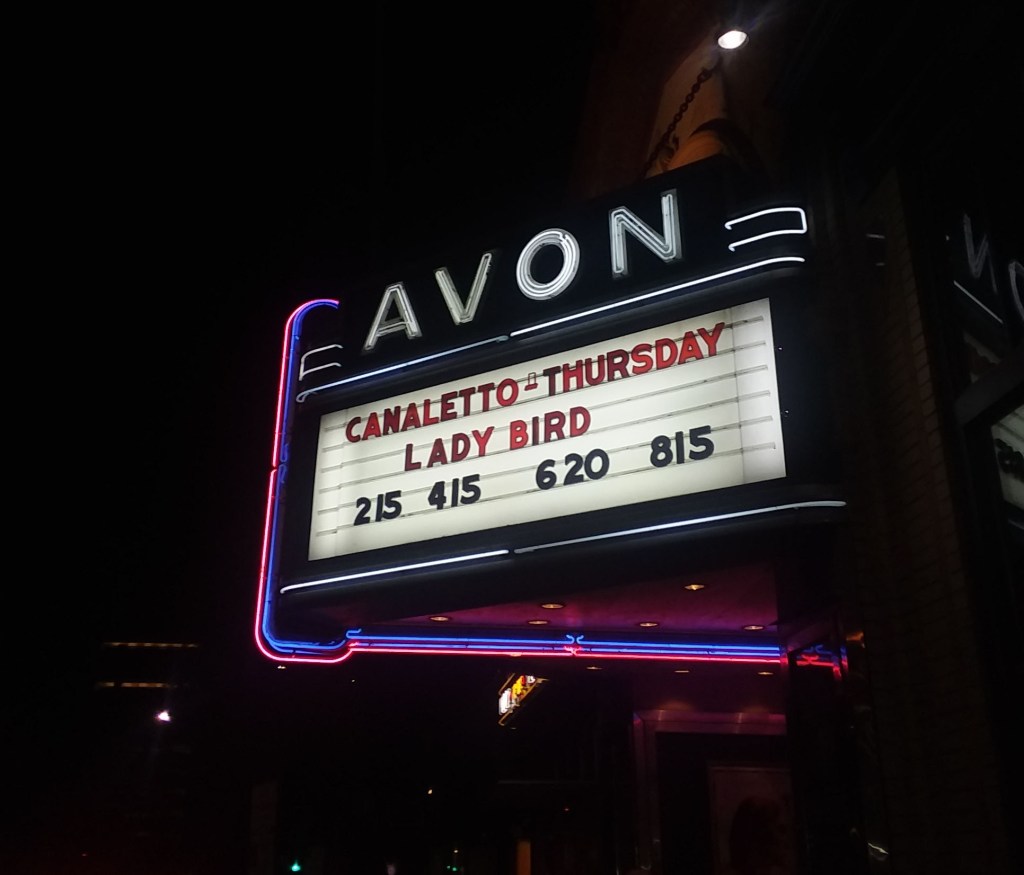 AVON
CANALETTO - THURSDAY
LADY BIRD
215 415 620 815